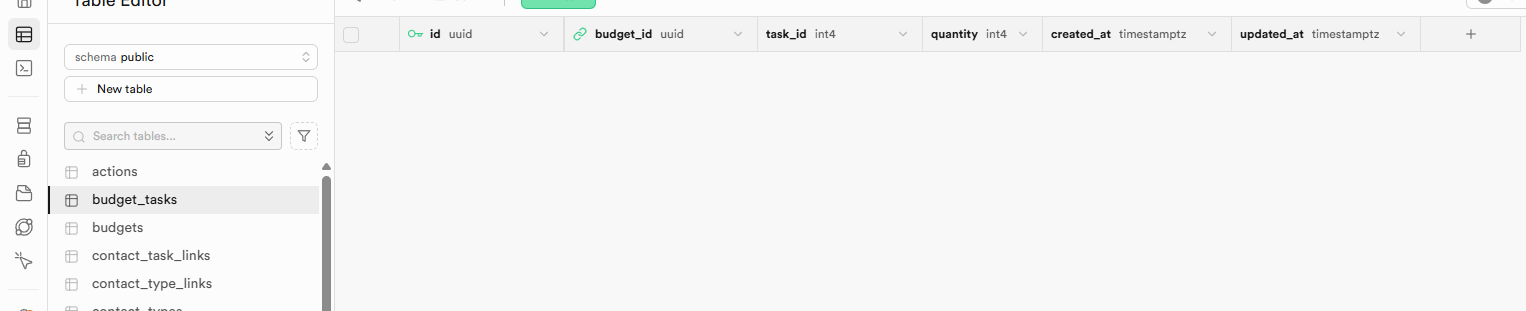 Table Editor
schema public
New table
Search tables...
actions
budget_tasks
budgets
contact_task_links
contact_type_links
contact_types
id uuid
budget_id uuid
task_id int4
quantity int4
created_at timestamptz
updated_at timestamptz